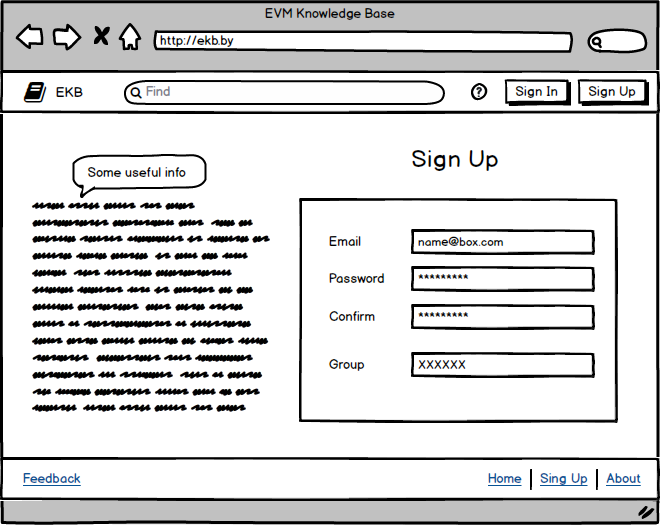 EVM Knowledge Base
http://ekb.by
EKB
Find
?
Sign In
Sign Up
Some useful info
Sign Up
Email
name@box.com
Password
*********
Confirm
*********
Group
XXXXXX
Feedback
Home
Sing Up
About